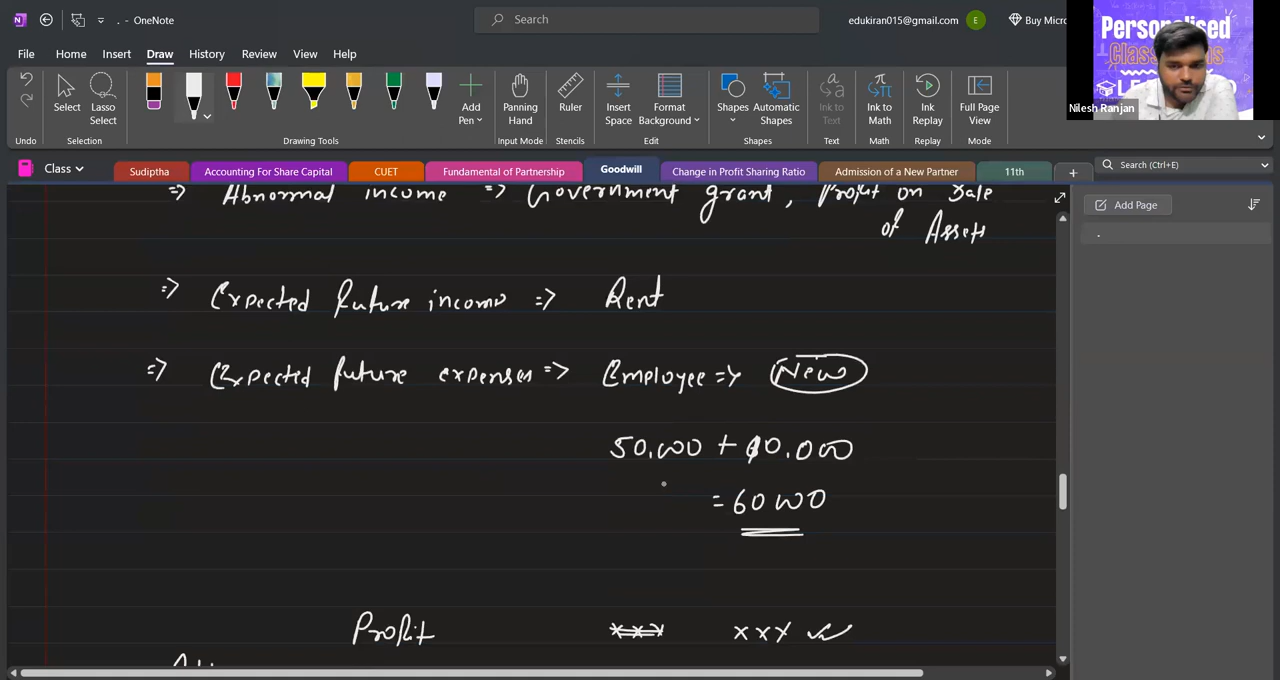 . - OneNote
Search
edukiran015@gmail.com
E
Buy Micro
File Home Insert Draw History Review View Help
Undo
Select
Lasso Select
Selection
Drawing Tools
Add Pen
Panning Hand
Input Mode
Ruler
Stencils
Insert Space
Format Background
Edit
Shapes
Automatic Shapes
Shapes
Ink to Text
Ink to Math
Math
Ink Replay
Replay
Full Page View
Mode
Personalised
Nilesh Ranjan
Class
Sudiptha
Accounting For Share Capital
CUET
Fundamental of Partnership
Goodwill
Change in Profit Sharing Ratio
Admission of a New Partner
11th
+
Search (Ctrl+E)
Add Page
.
=> Abnormal income => Government grant, Profit on Sale
of Assets
=> Expected future income => Rent
=> Expected future expenses => Employee => New
50,000 + 10,000
= 60000
Profit xxx xxx